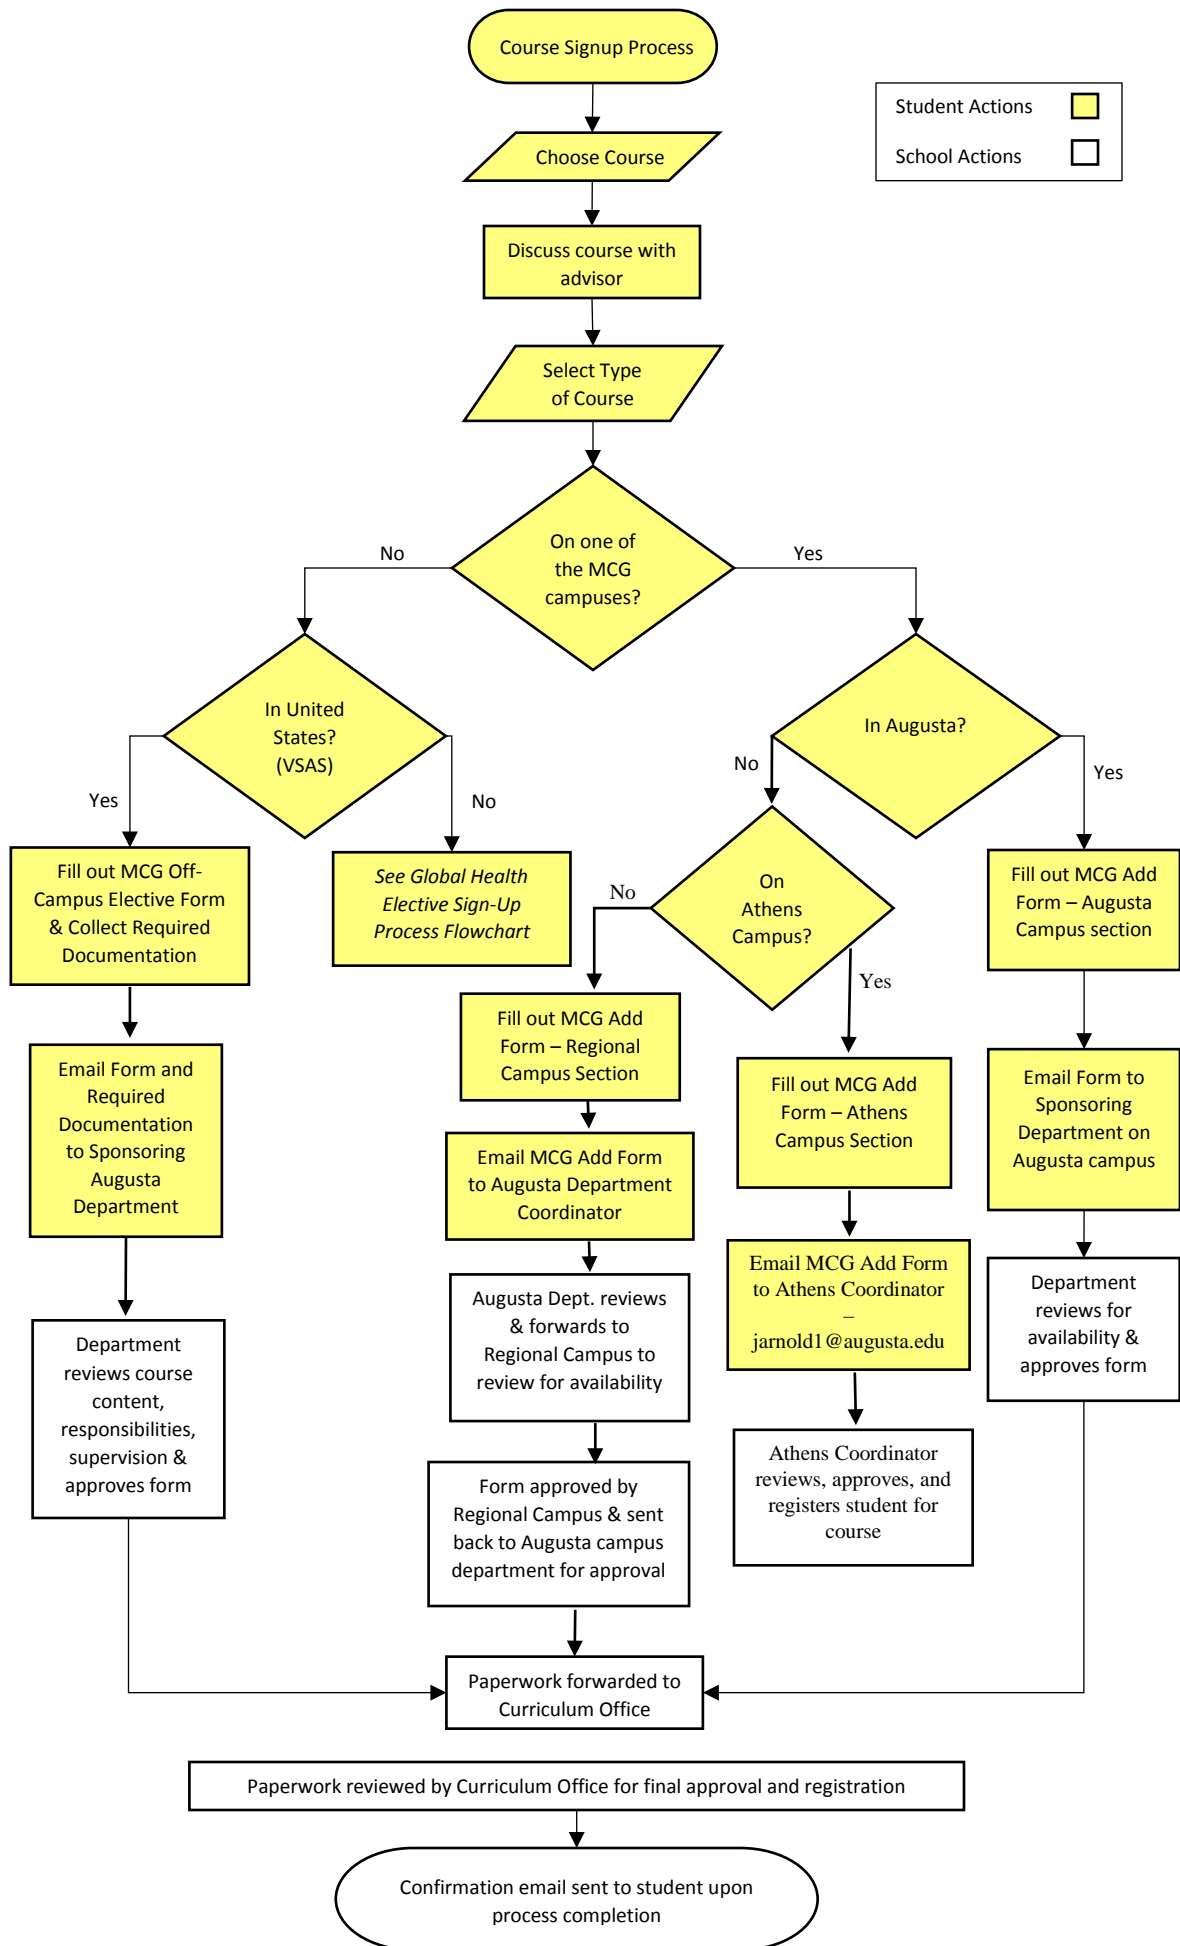 Course Signup Process
Student Actions
School Actions
Choose Course
Discuss course with
advisor
Select Type
of Course
On one of
the MCG
campuses?
No
Yes
In United
States?
(VSAS)
In Augusta?
Yes
No
No
Yes
Fill out MCG Off-
Campus Elective Form
& Collect Required
Documentation
See Global Health
Elective Sign-Up
Process Flowchart
On
Athens
Campus?
No
Yes
Fill out MCG Add
Form – Augusta
Campus section
Fill out MCG Add
Form – Regional
Campus Section
Email Form and
Required
Documentation
to Sponsoring
Augusta
Department
Fill out MCG Add
Form – Athens
Campus Section
Email Form to
Sponsoring
Department on
Augusta campus
Email MCG Add Form
to Augusta Department
Coordinator
Email MCG Add Form
to Athens Coordinator
–
jarnold1@augusta.edu
Augusta Dept. reviews
& forwards to
Regional Campus to
review for availability
Department
reviews for
availability &
approves form
Department
reviews course
content,
responsibilities,
supervision &
approves form
Athens Coordinator
reviews, approves, and
registers student for
course
Form approved by
Regional Campus & sent
back to Augusta campus
department for approval
Paperwork forwarded to
Curriculum Office
Paperwork reviewed by Curriculum Office for final approval and registration
Confirmation email sent to student upon
process completion